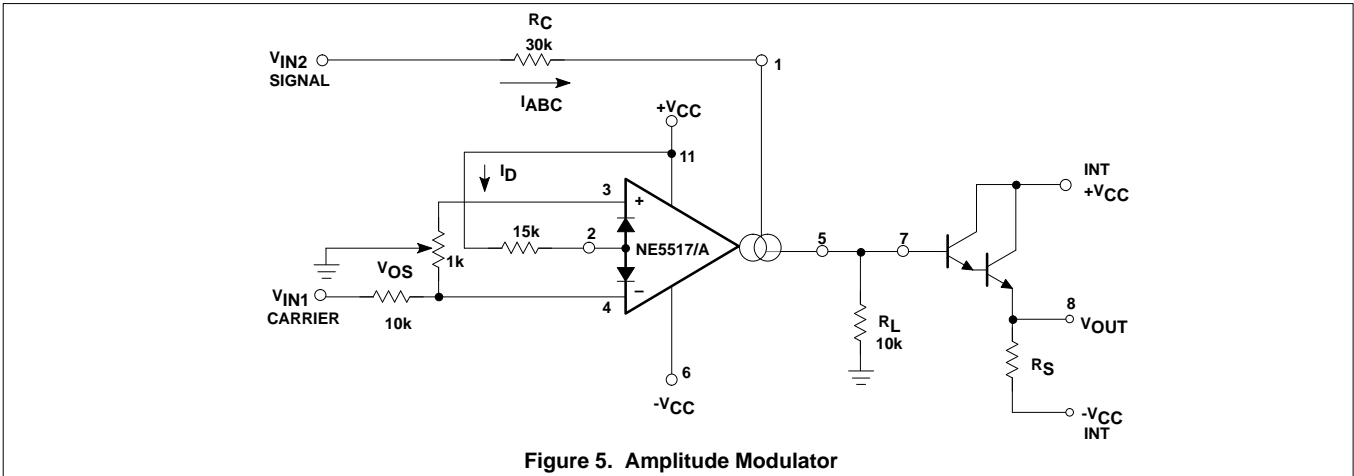 RC
30k
VIN2
SIGNAL
1
IABC
+VCC
11
ID
INT
+VCC
3
+
15k
2
NE5517/A
5
7
VOS
1k
VIN1
CARRIER
10k
–
4
RL
10k
8
VOUT
RS
6
-VCC
-VCC
INT
Figure 5. Amplitude Modulator